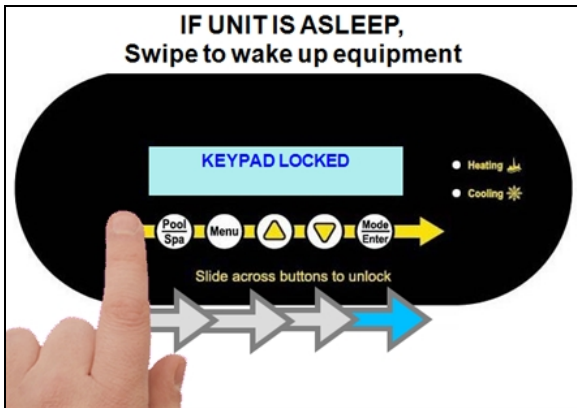 IF UNIT IS ASLEEP,
Swipe to wake up equipment
KEYPAD LOCKED
Heating
Cooling
Pool
Spa
Menu
Mode
Enter
Slide across buttons to unlock